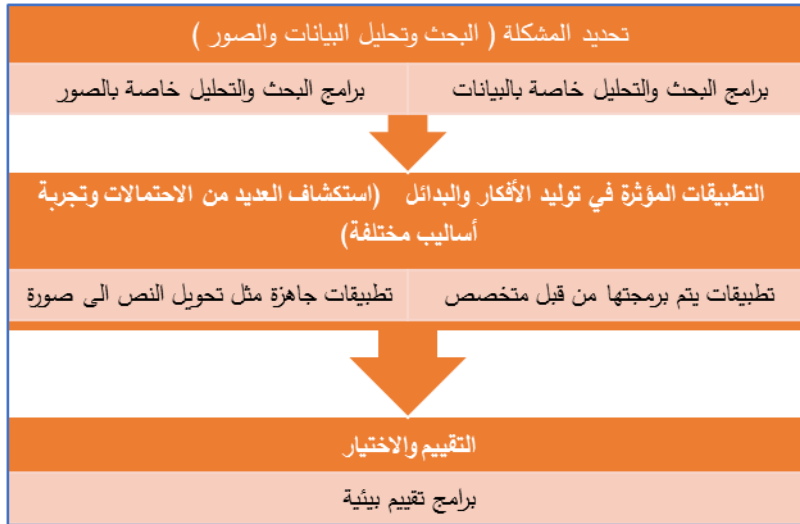 تحديد المشكلة ( البحث وتحليل البيانات والصور )
برامج البحث والتحليل خاصة بالبيانات
برامج البحث والتحليل خاصة بالصور
التطبيقات المؤثرة في توليد الأفكار والبدائل (استكشاف العديد من الاحتمالات وتجربة
أساليب مختلفة)
تطبيقات يتم برمجتها من قبل متخصص
تطبيقات جاهزة مثل تحويل النص الى صورة
التقييم والاختيار
برامج تقييم بيئية